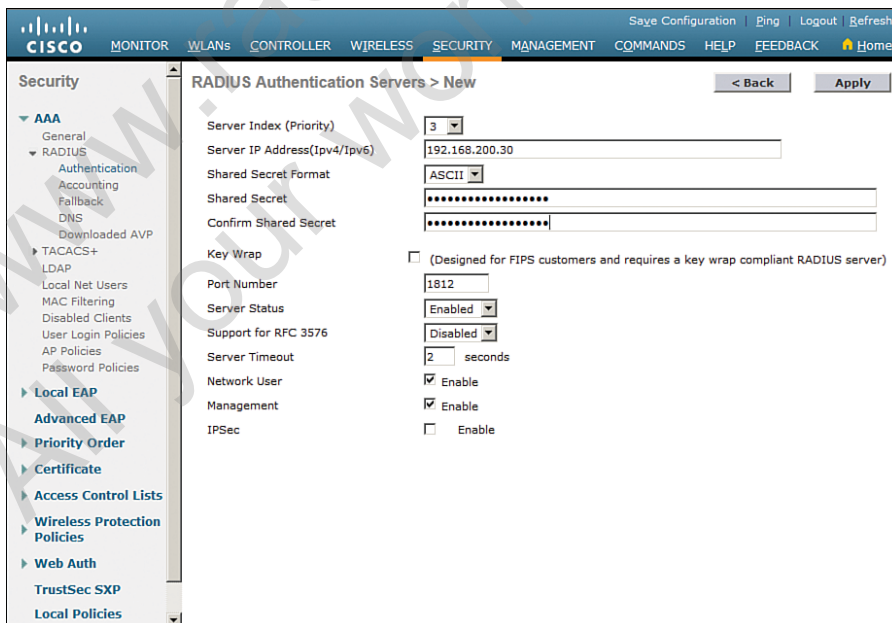 Save Configuration | Ping | Logout | Refresh
CISCO MONITOR WLANs CONTROLLER WIRELESS SECURITY MANAGEMENT COMMANDS HELP FEEDBACK Home
Security
AAA
General
RADIUS
Authentication
Accounting
Fallback
DNS
Downloaded AVP
TACACS+
LDAP
Local Net Users
MAC Filtering
Disabled Clients
User Login Policies
AP Policies
Password Policies
Local EAP
Advanced EAP
Priority Order
Certificate
Access Control Lists
Wireless Protection
Policies
Web Auth
TrustSec SXP
Local Policies
RADIUS Authentication Servers > New
< Back Apply
Server Index (Priority) 3
Server IP Address(Ipv4/Ipv6) 192.168.200.30
Shared Secret Format ASCII
Shared Secret ••••••••••••••••••
Confirm Shared Secret ••••••••••••••••••
Key Wrap (Designed for FIPS customers and requires a key wrap compliant RADIUS server)
Port Number 1812
Server Status Enabled
Support for RFC 3576 Disabled
Server Timeout 2 seconds
Network User Enable
Management Enable
IPSec Enable
www.
All your wor